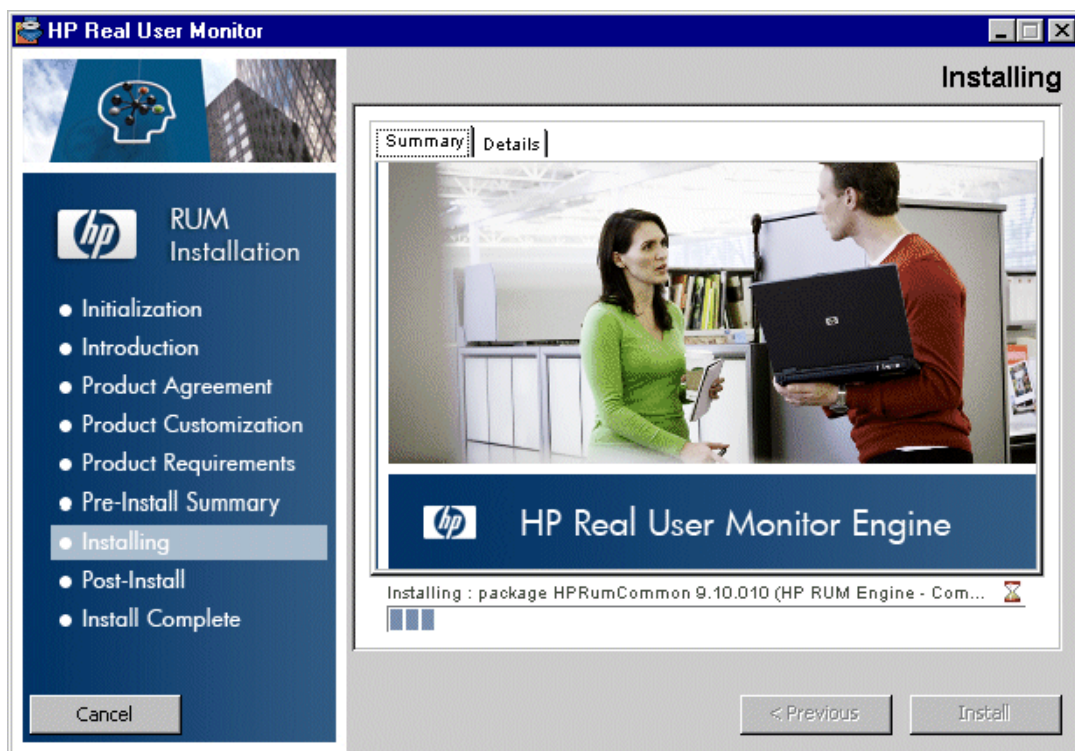 HP Real User Monitor
Installing
hp
RUM
Installation
Initialization
Introduction
Product Agreement
Product Customization
Product Requirements
Pre-Install Summary
Installing
Post-Install
Install Complete
Cancel
Summary
Details
hp
HP Real User Monitor Engine
Installing : package HPRumCommon 9.10.010 (HP RUM Engine - Com...
< Previous
Install